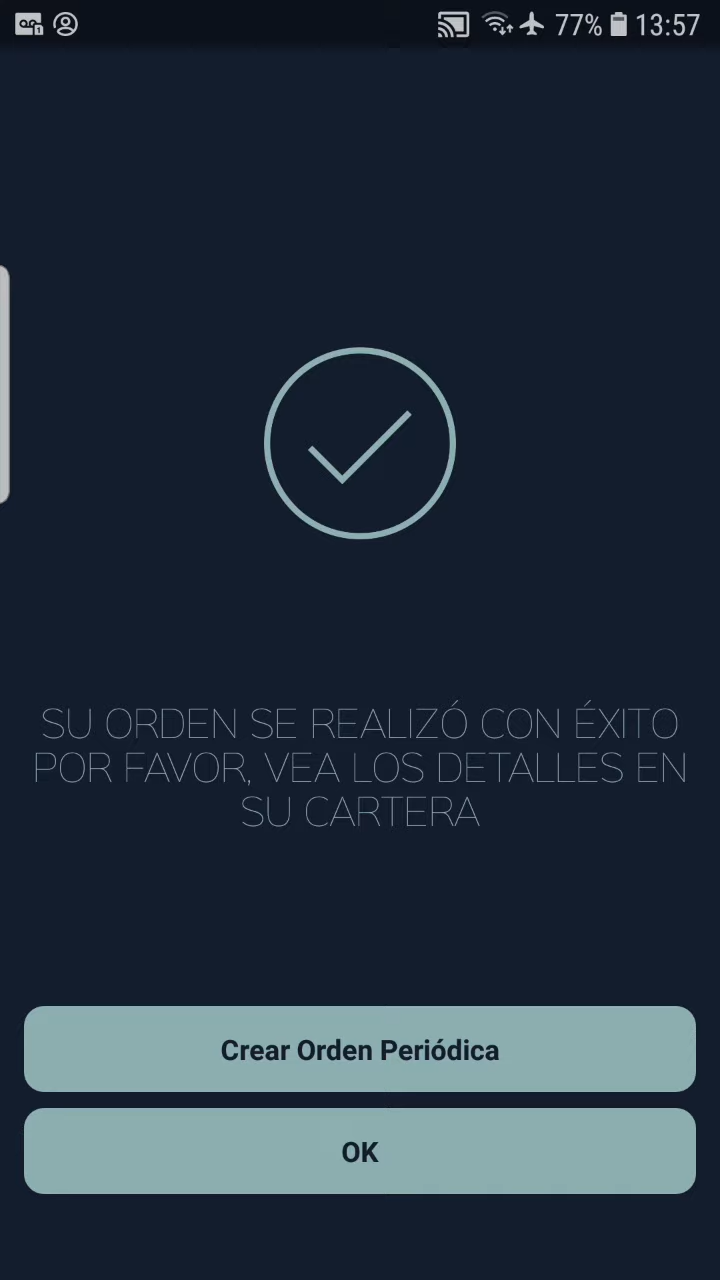 77% 13:57
SU ORDEN SE REALIZÓ CON ÉXITO
POR FAVOR, VEA LOS DETALLES EN
SU CARTERA
Crear Orden Periódica
OK